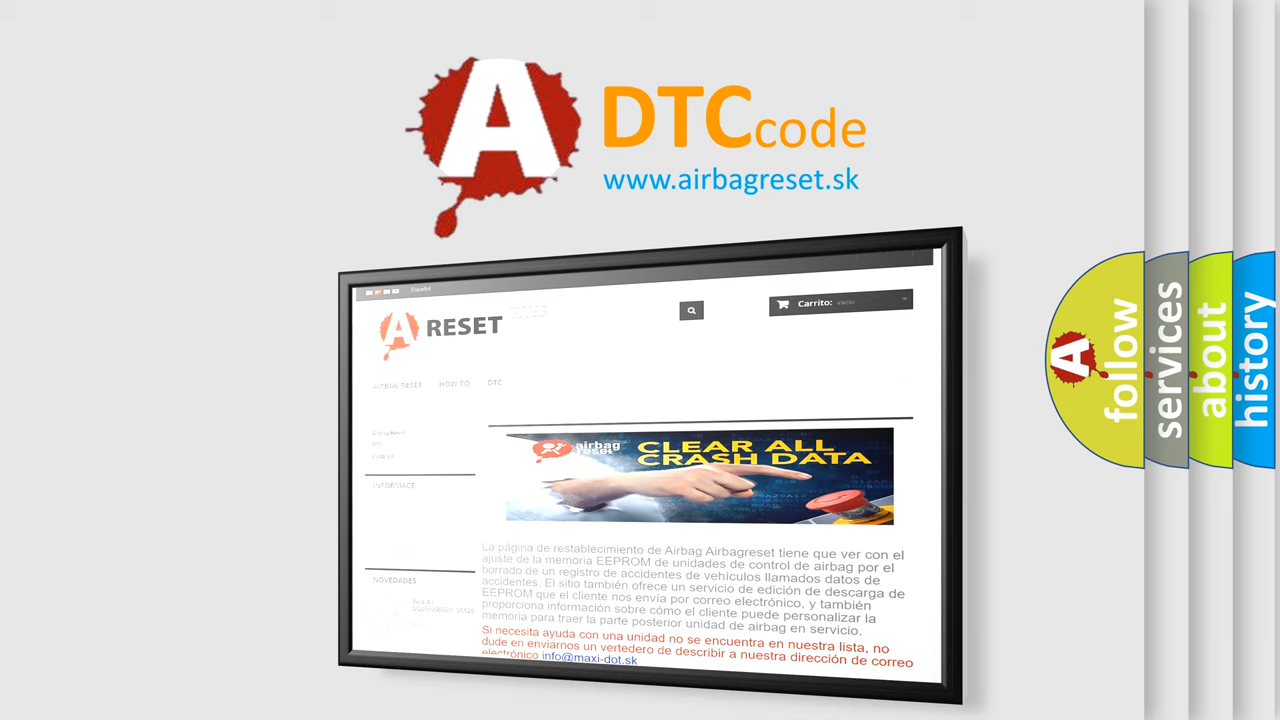 A DTCcode
www.airbagreset.sk
Español
A RESET
Carrito: vacío
AIRBAG RESET HOW TO DTC
airbag reset
CLEAR ALL
CRASH DATA
INFORMACE
La página de restablecimiento de Airbag Airbagreset tiene que ver con el
ajuste de la memoria EEPROM de unidades de control de airbag por el
borrado de un registro de accidentes de vehículos llamados datos de
accidentes. El sitio también ofrece un servicio de edición de descarga de
EEPROM que el cliente nos envía por correo electrónico, y también
proporciona información sobre cómo el cliente puede personalizar la
memoria para traer la parte posterior unidad de airbag en servicio.
Si necesita ayuda con una unidad no se encuentra en nuestra lista, no
dude en enviarnos un vertedero de describir a nuestra dirección de correo
electrónico info@maxi-dot.sk
NOVEDADES
A follow
services
about
history